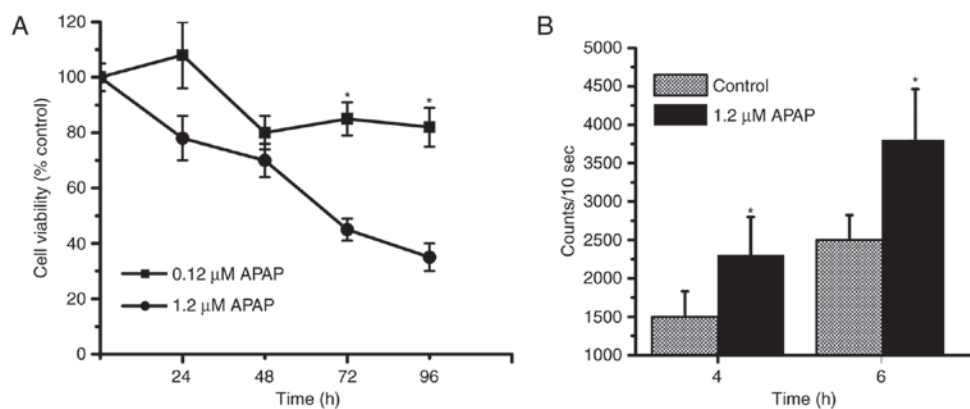 A
120
100
80
60
40
20
0
Cell viability (% control)
0.12 μM APAP
1.2 μM APAP
*
*
24
48
72
96
Time (h)
B
5000
4500
4000
3750
3500
2500
2000
1500
1000
Counts/10 sec
Control
1.2 μM APAP
*
*
4
6
Time (h)